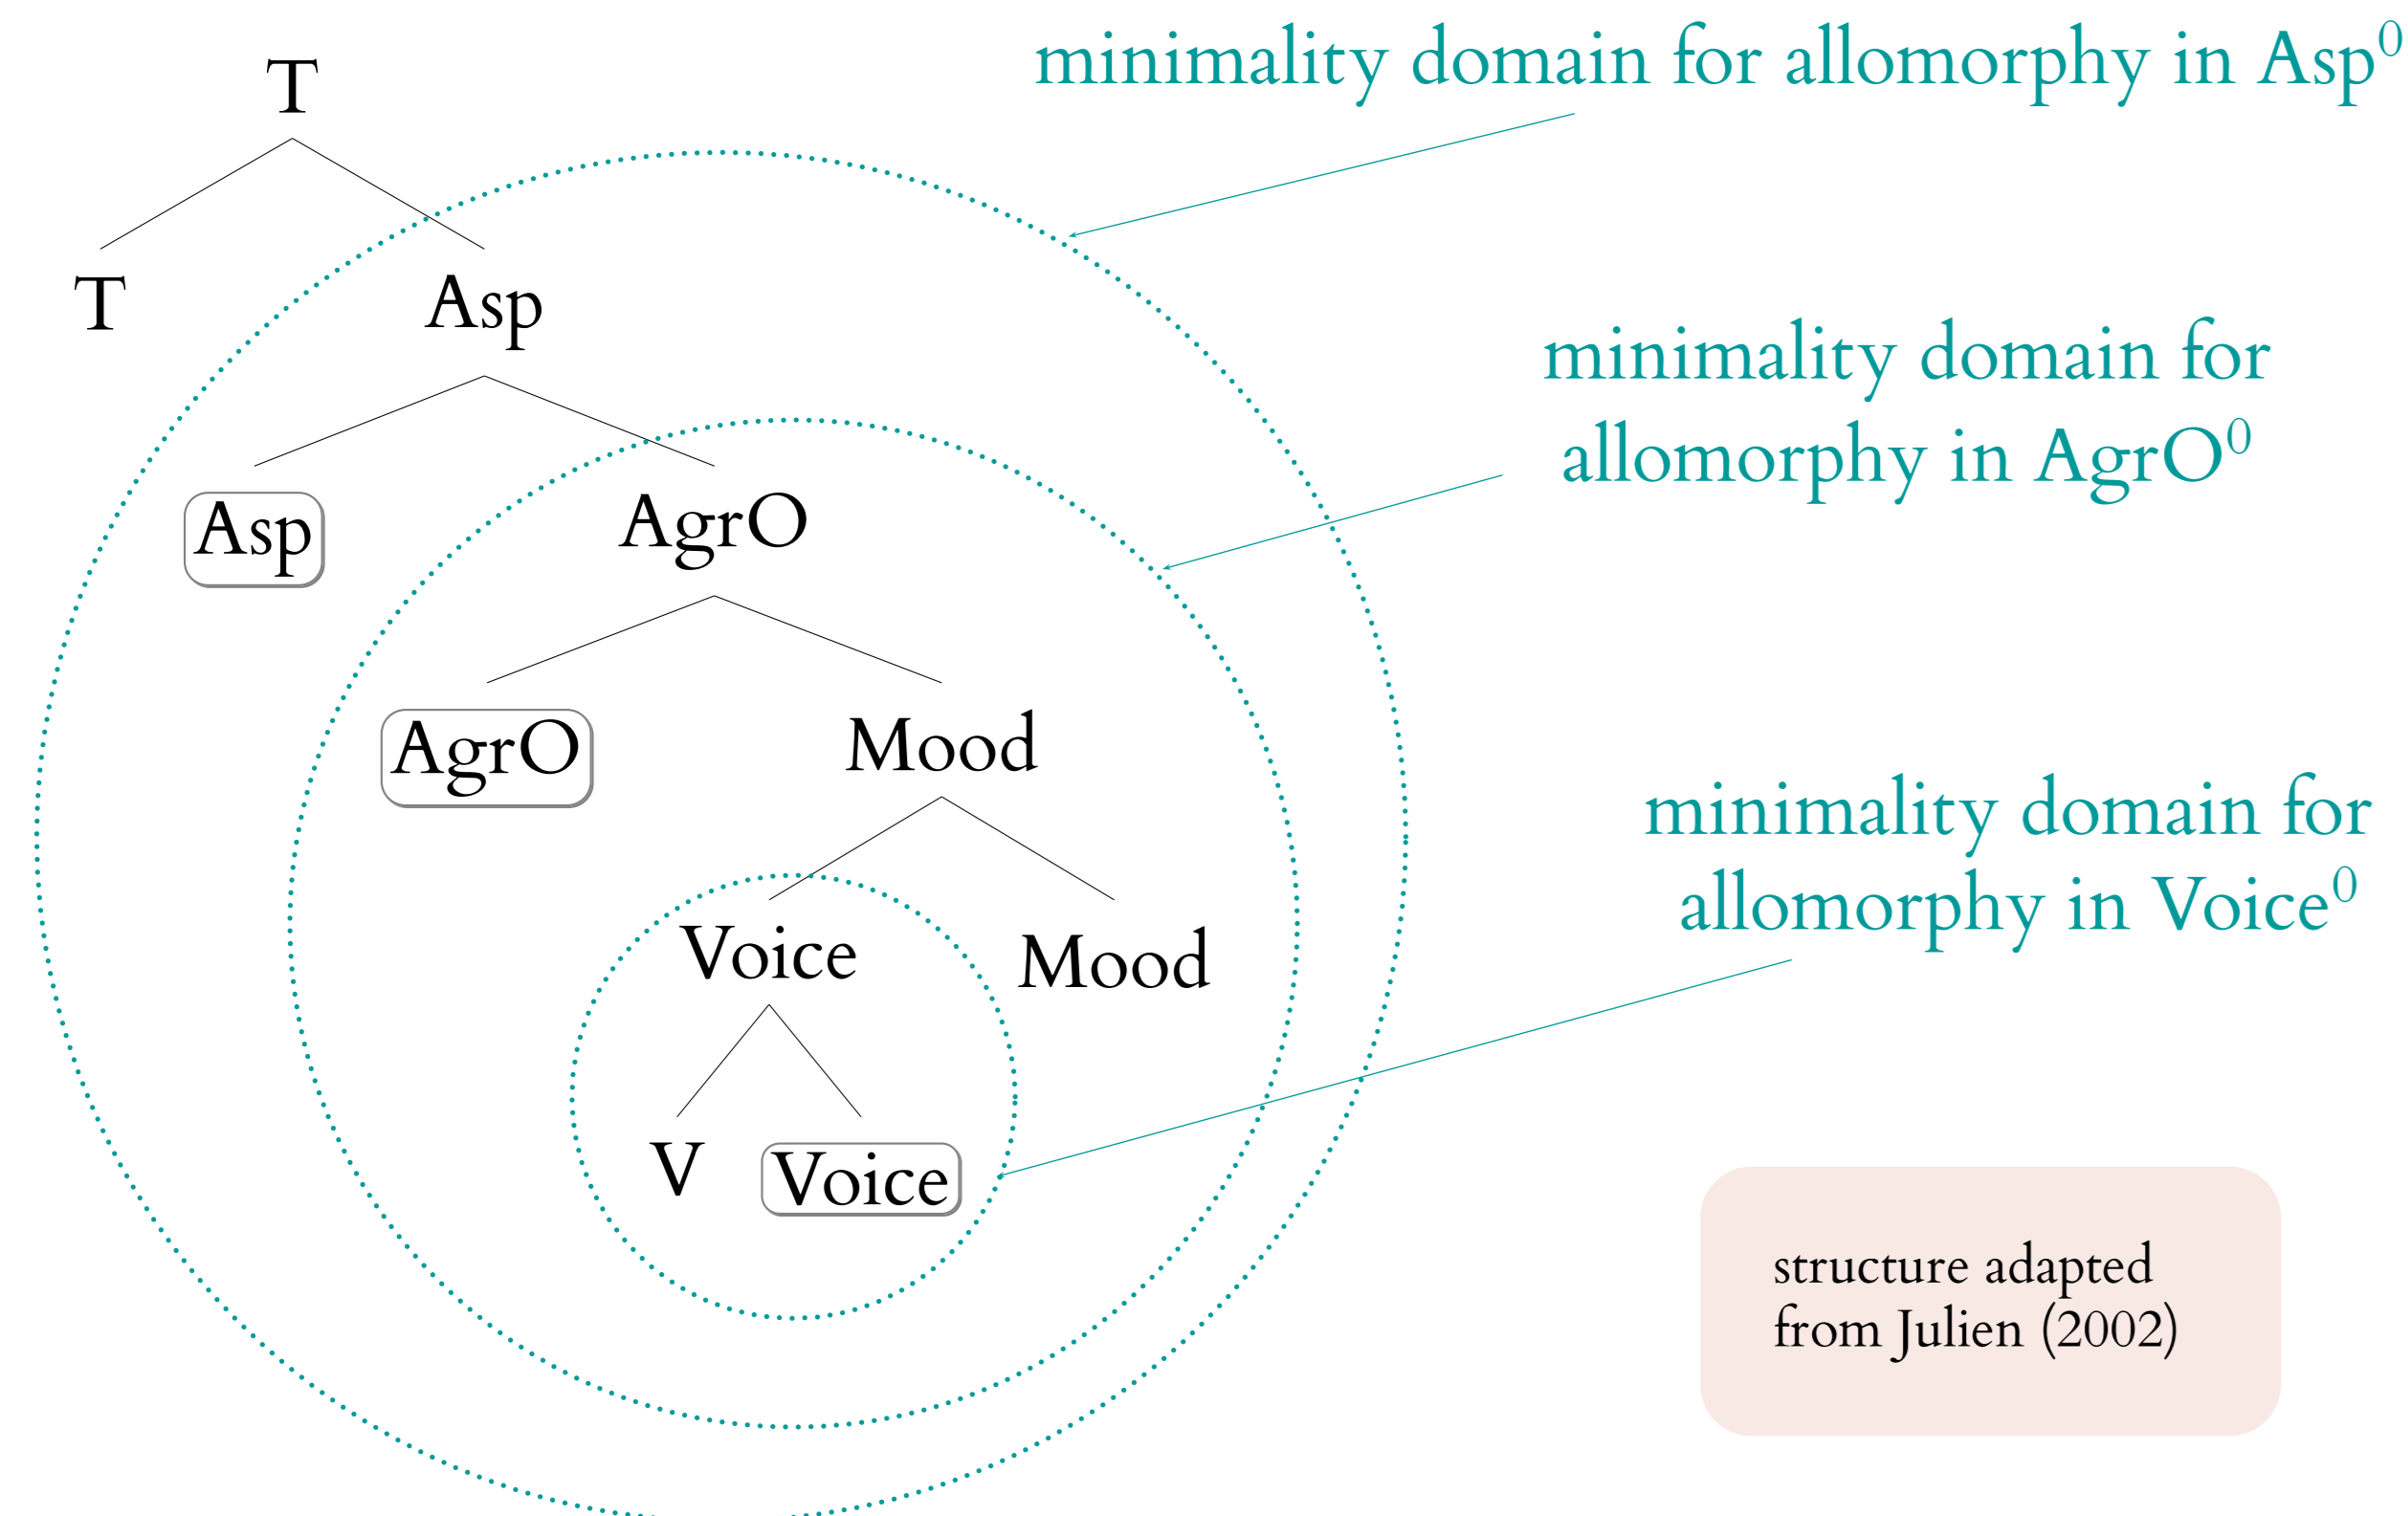 minimality domain for allomorphy in Asp⁰
T
T Asp
minimality domain for
allomorphy in AgrO⁰
Asp AgrO
AgrO Mood
minimality domain for
allomorphy in Voice⁰
Voice Mood
V Voice
structure adapted
from Julien (2002)